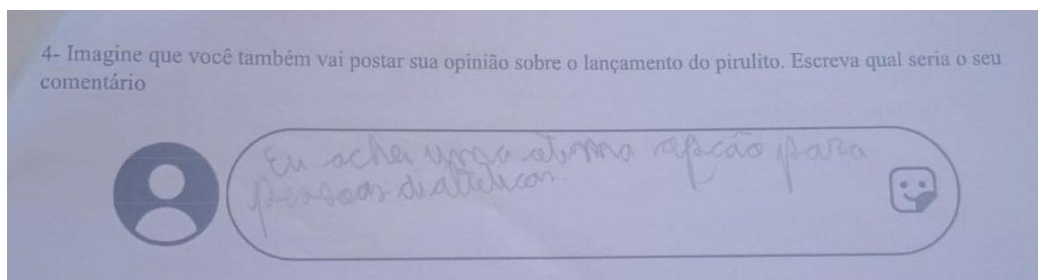 4- Imagine que você também vai postar sua opinião sobre o lançamento do pirulito. Escreva qual seria o seu
comentário
Eu achei uma otima opção para
pessoas diabeticas.